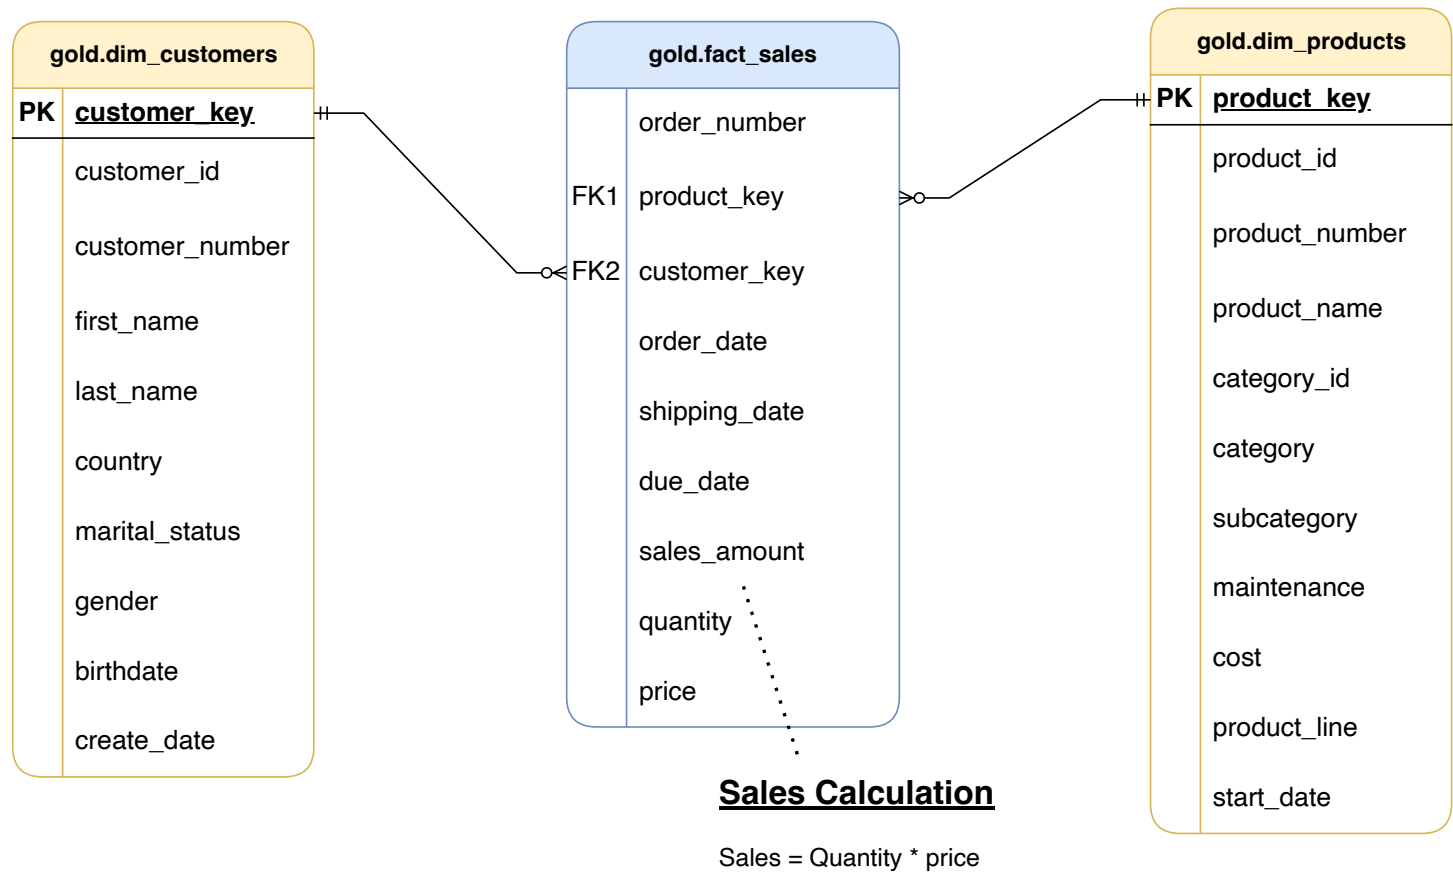 gold.dim_customers
PK customer_key
customer_id
customer_number
first_name
last_name
country
marital_status
gender
birthdate
create_date
gold.fact_sales
order_number
FK1 product_key
FK2 customer_key
order_date
shipping_date
due_date
sales_amount
quantity
price
Sales Calculation
Sales = Quantity * price
gold.dim_products
PK product_key
product_id
product_number
product_name
category_id
category
subcategory
maintenance
cost
product_line
start_date